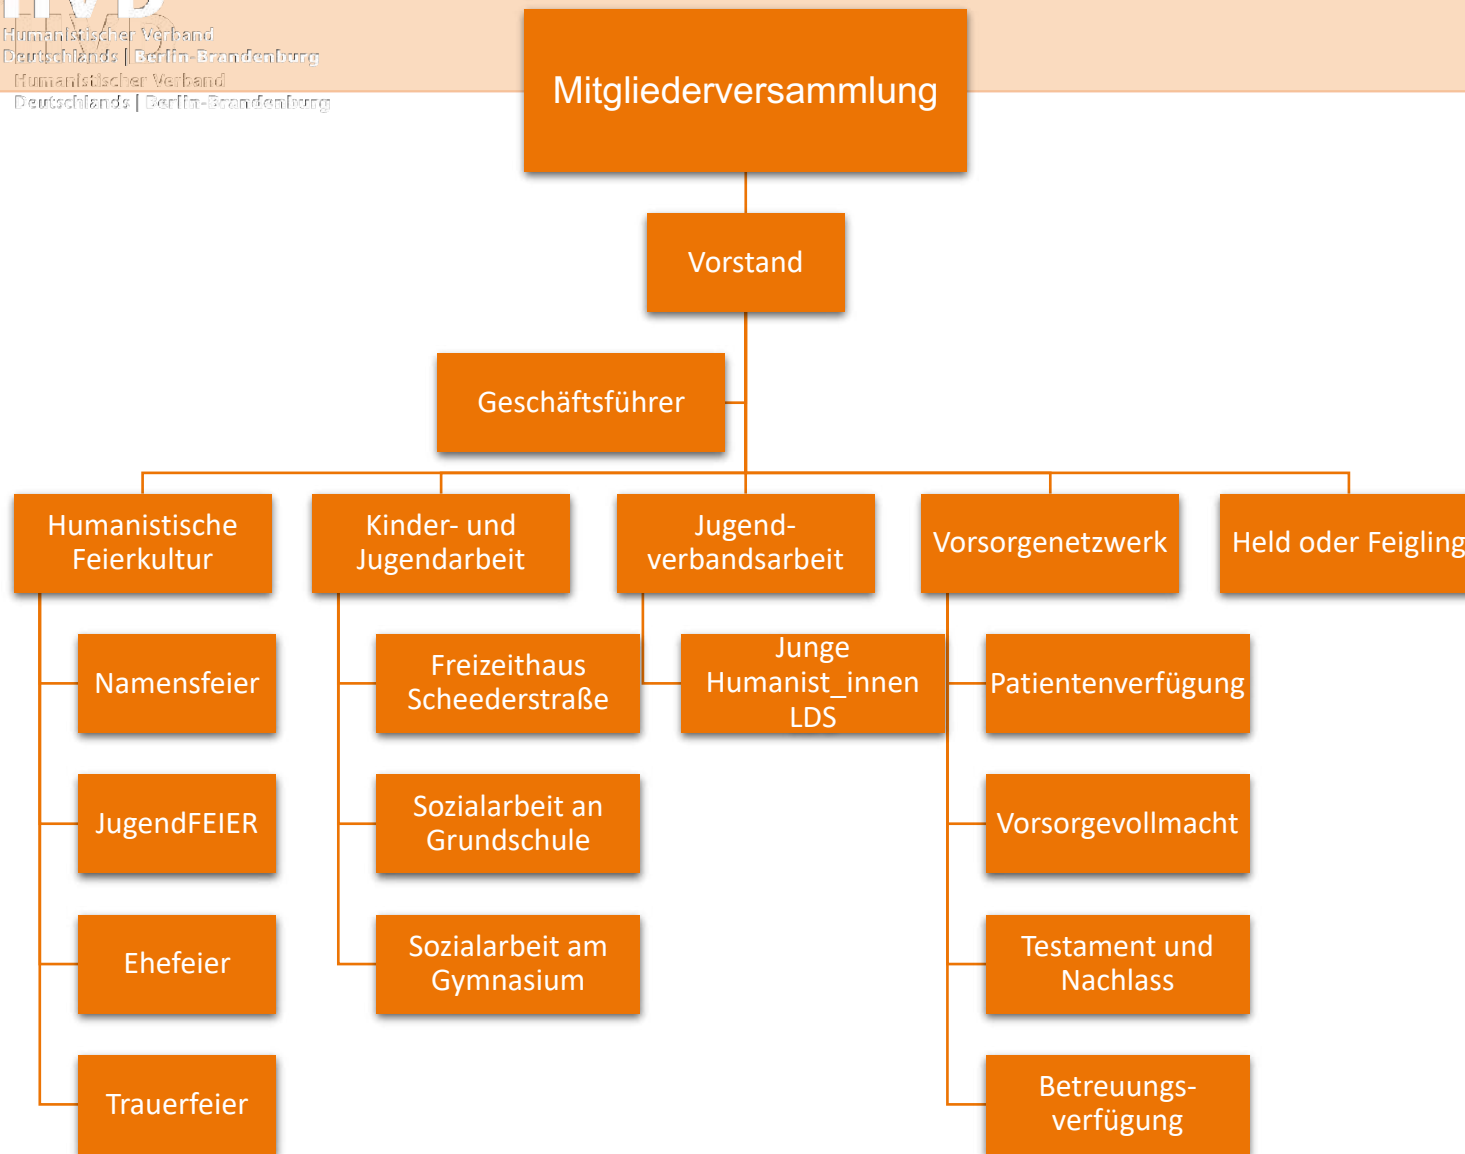 HVD
Humanistischer Verband
Deutschlands | Berlin-Brandenburg
Humanistischer Verband
Deutschlands | Berlin-Brandenburg
Mitgliederversammlung
Vorstand
Geschäftsführer
Humanistische
Feierkultur
Kinder- und
Jugendarbeit
Jugend-
verbandsarbeit
Vorsorgenetzwerk
Held oder Feigling
Namensfeier
Freizeithaus
Scheederstraße
Junge
Humanist_innen
LDS
Patientenverfügung
JugendFEIER
Sozialarbeit an
Grundschule
Vorsorgevollmacht
Ehefeier
Sozialarbeit am
Gymnasium
Testament und
Nachlass
Trauerfeier
Betreuungs-
verfügung